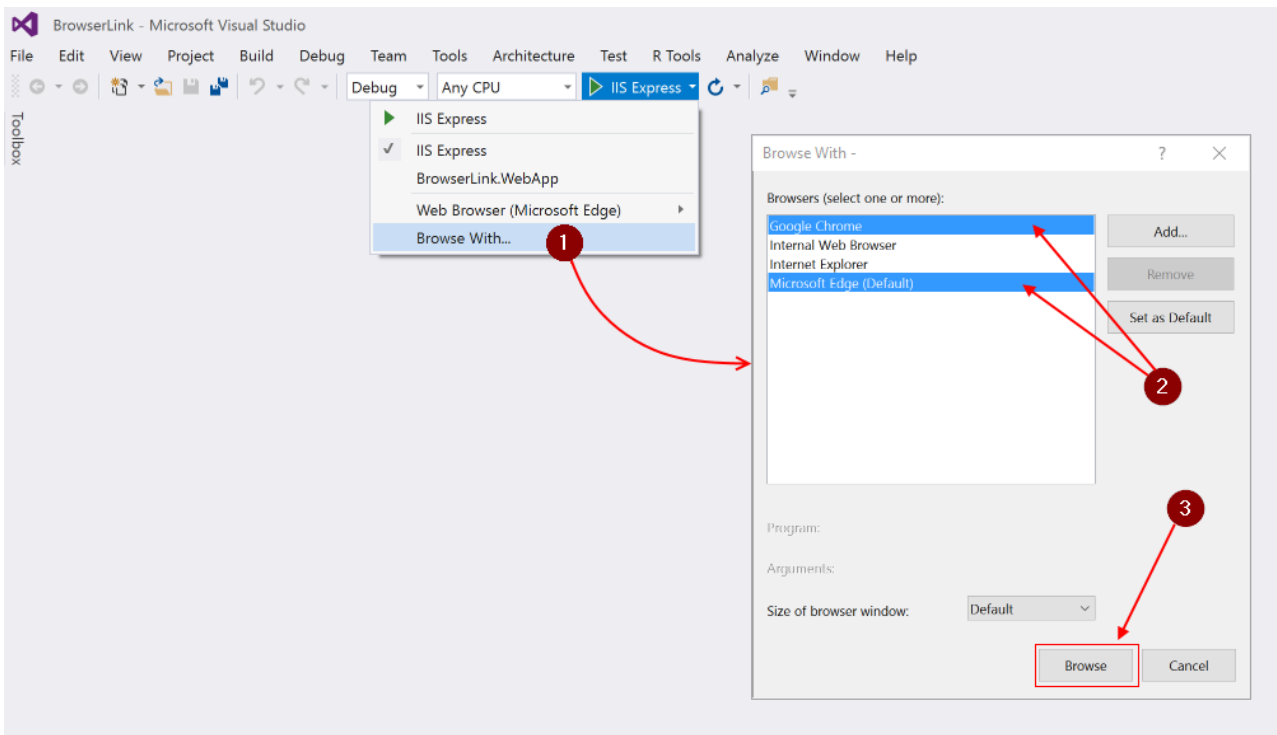 BrowserLink - Microsoft Visual Studio
File Edit View Project Build Debug Team Tools Architecture Test R Tools Analyze Window Help
Debug Any CPU IIS Express
Toolbox
IIS Express
IIS Express
BrowserLink.WebApp
Web Browser (Microsoft Edge)
Browse With...
1
Browse With -
?
Browsers (select one or more):
Google Chrome
Internal Web Browser
Internet Explorer
Microsoft Edge (Default)
Add...
Remove
Set as Default
2
3
Program:
Arguments:
Size of browser window: Default
Browse Cancel